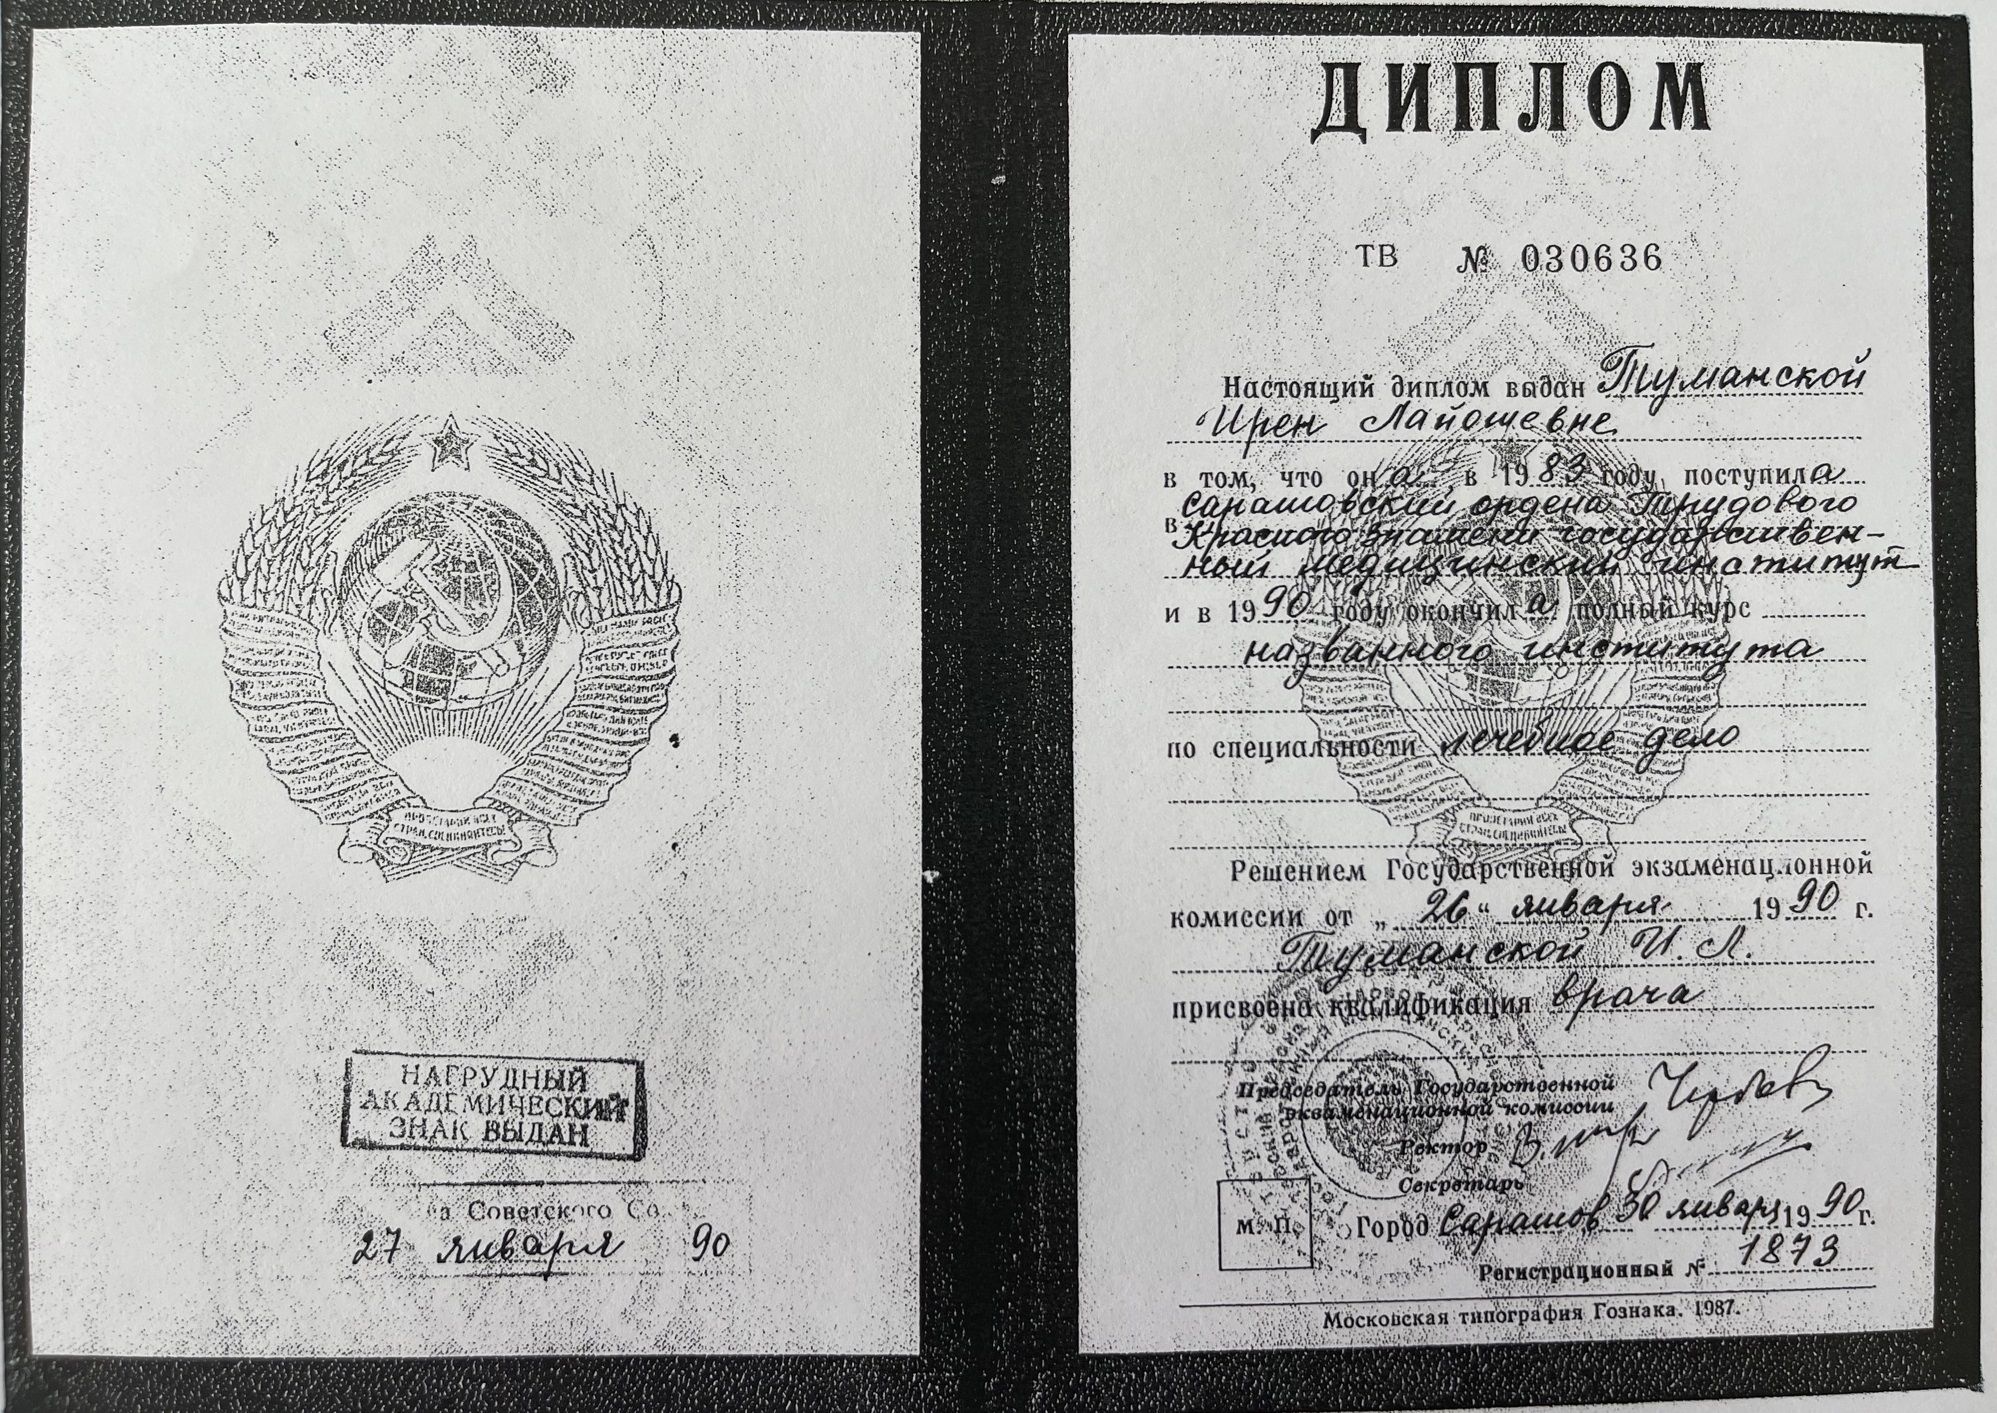 НАГРУДНЫЙ
АКАДЕМИЧЕСКИЙ
ЗНАК ВЫДАН
Советского
27 января 90
ДИПЛОМ
ТВ № 030636
Настоящий диплом выдан Туманской
Ирен Лайошевне
в том, что она в 1983 году поступила
в Саратовский ордена Трудового
Красного Знамени государствен-
ный медицинский институт
и в 1990 году окончила полный курс
названного института
по специальности лечебное дело
Решением Государственной экзаменационной
комиссии от „26“ января 1990 г.
Туманской И. Л.
присвоена квалификация врача
Председатель Государственной
экзаменационной комиссии
Ректор
Секретарь
М. П. Город Саратов 30 января 1990 г.
Регистрационный № 1873
Московская типография Гознака. 1987.